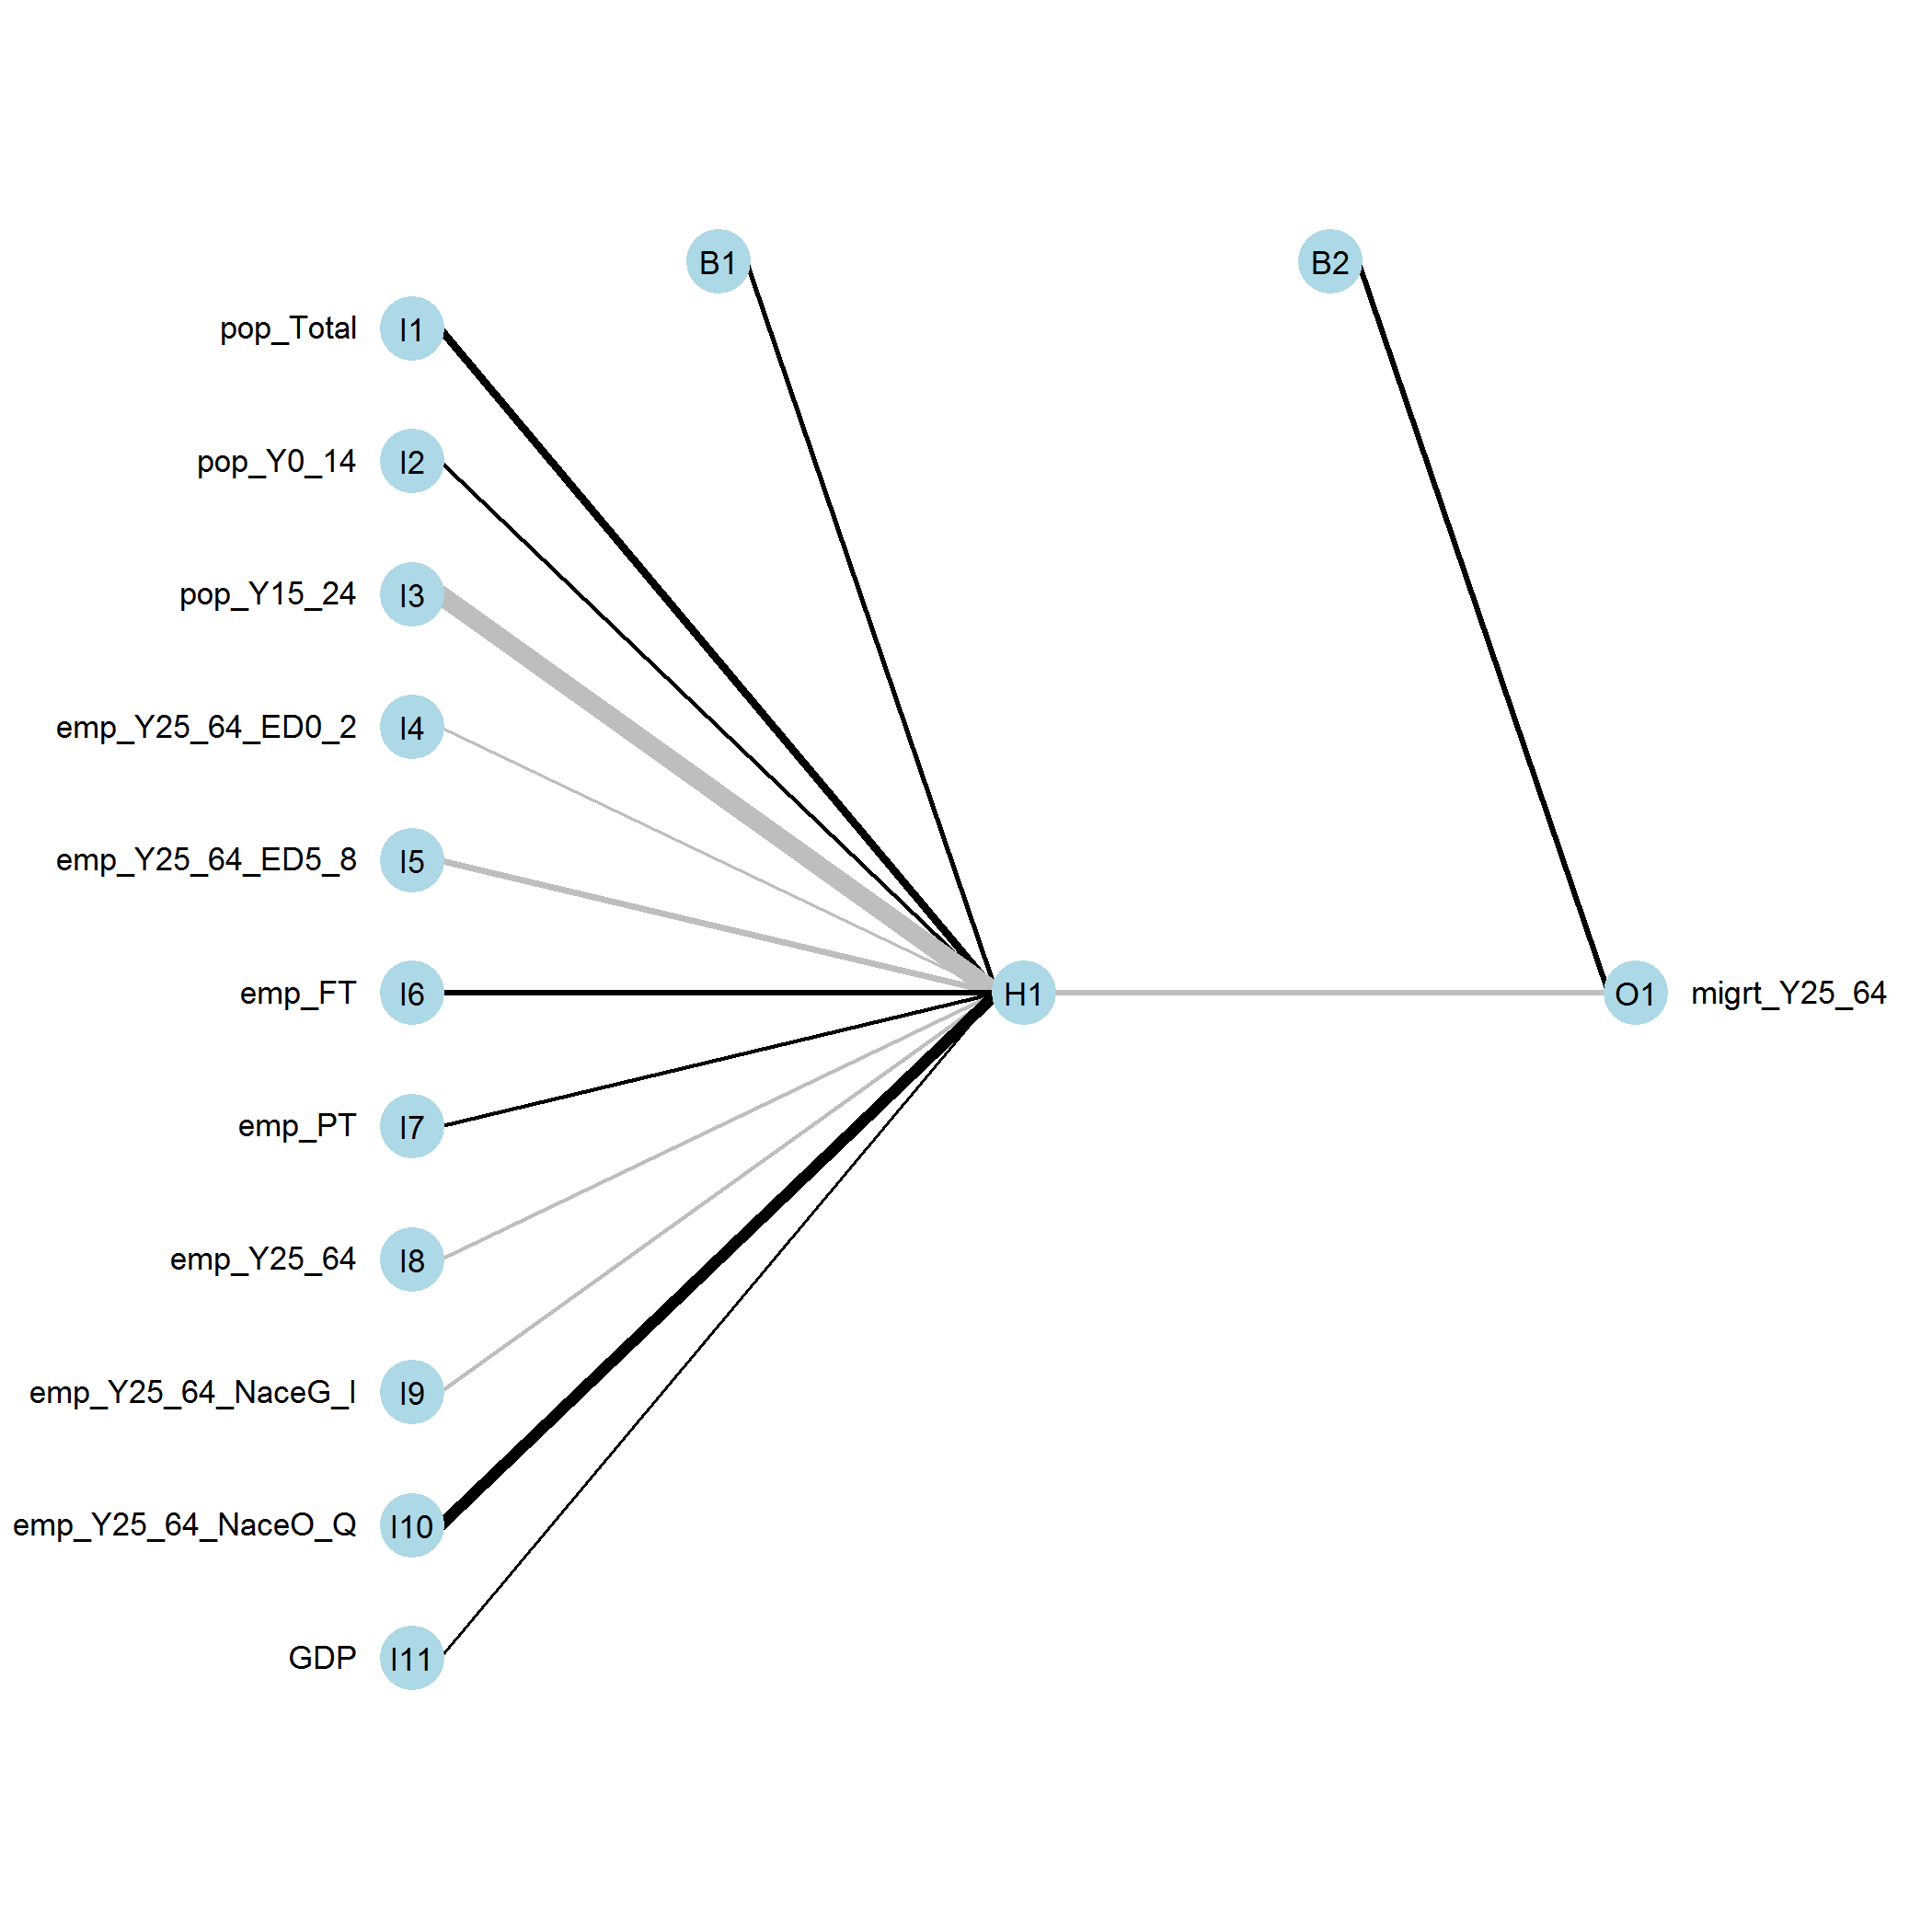 B1
B2
pop_Total I1
pop_Y0_14 I2
pop_Y15_24 I3
emp_Y25_64_ED0_2 I4
emp_Y25_64_ED5_8 I5
emp_FT I6 H1 O1 migrt_Y25_64
emp_PT I7
emp_Y25_64 I8
emp_Y25_64_NaceG_I I9
emp_Y25_64_NaceO_Q I10
GDP I11